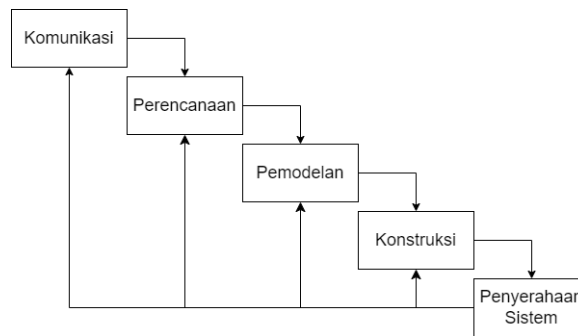 Komunikasi
Perencanaan
Pemodelan
Konstruksi
Penyerahaan
Sistem